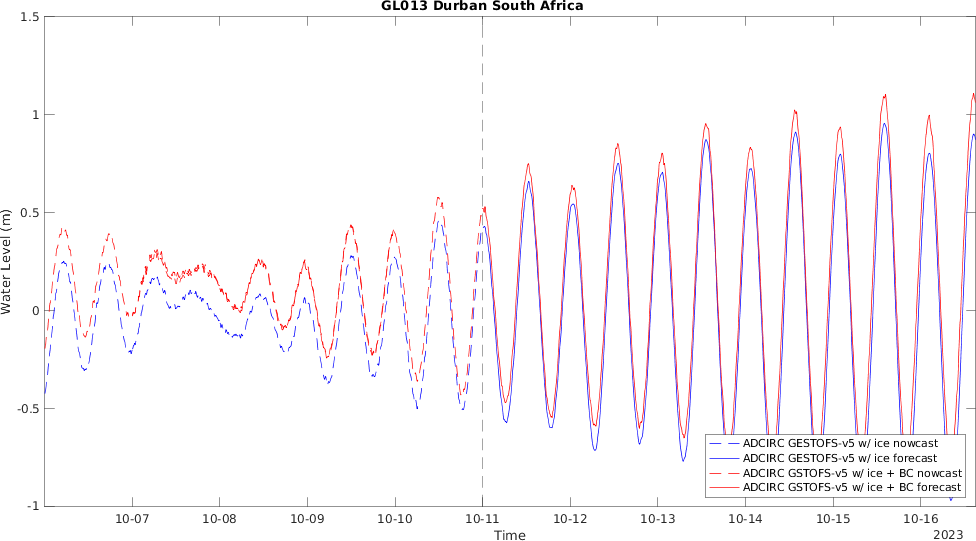 GL013 Durban South Africa
1.5
1
0.5
0
-0.5
-1
Water Level (m)
10-07 10-08 10-09 10-10 10-11 10-12 10-13 10-14 10-15 10-16
Time
2023
ADCIRC GESTOFS-v5 w/ ice nowcast
ADCIRC GESTOFS-v5 w/ ice forecast
ADCIRC GSTOFS-v5 w/ ice + BC nowcast
ADCIRC GSTOFS-v5 w/ ice + BC forecast